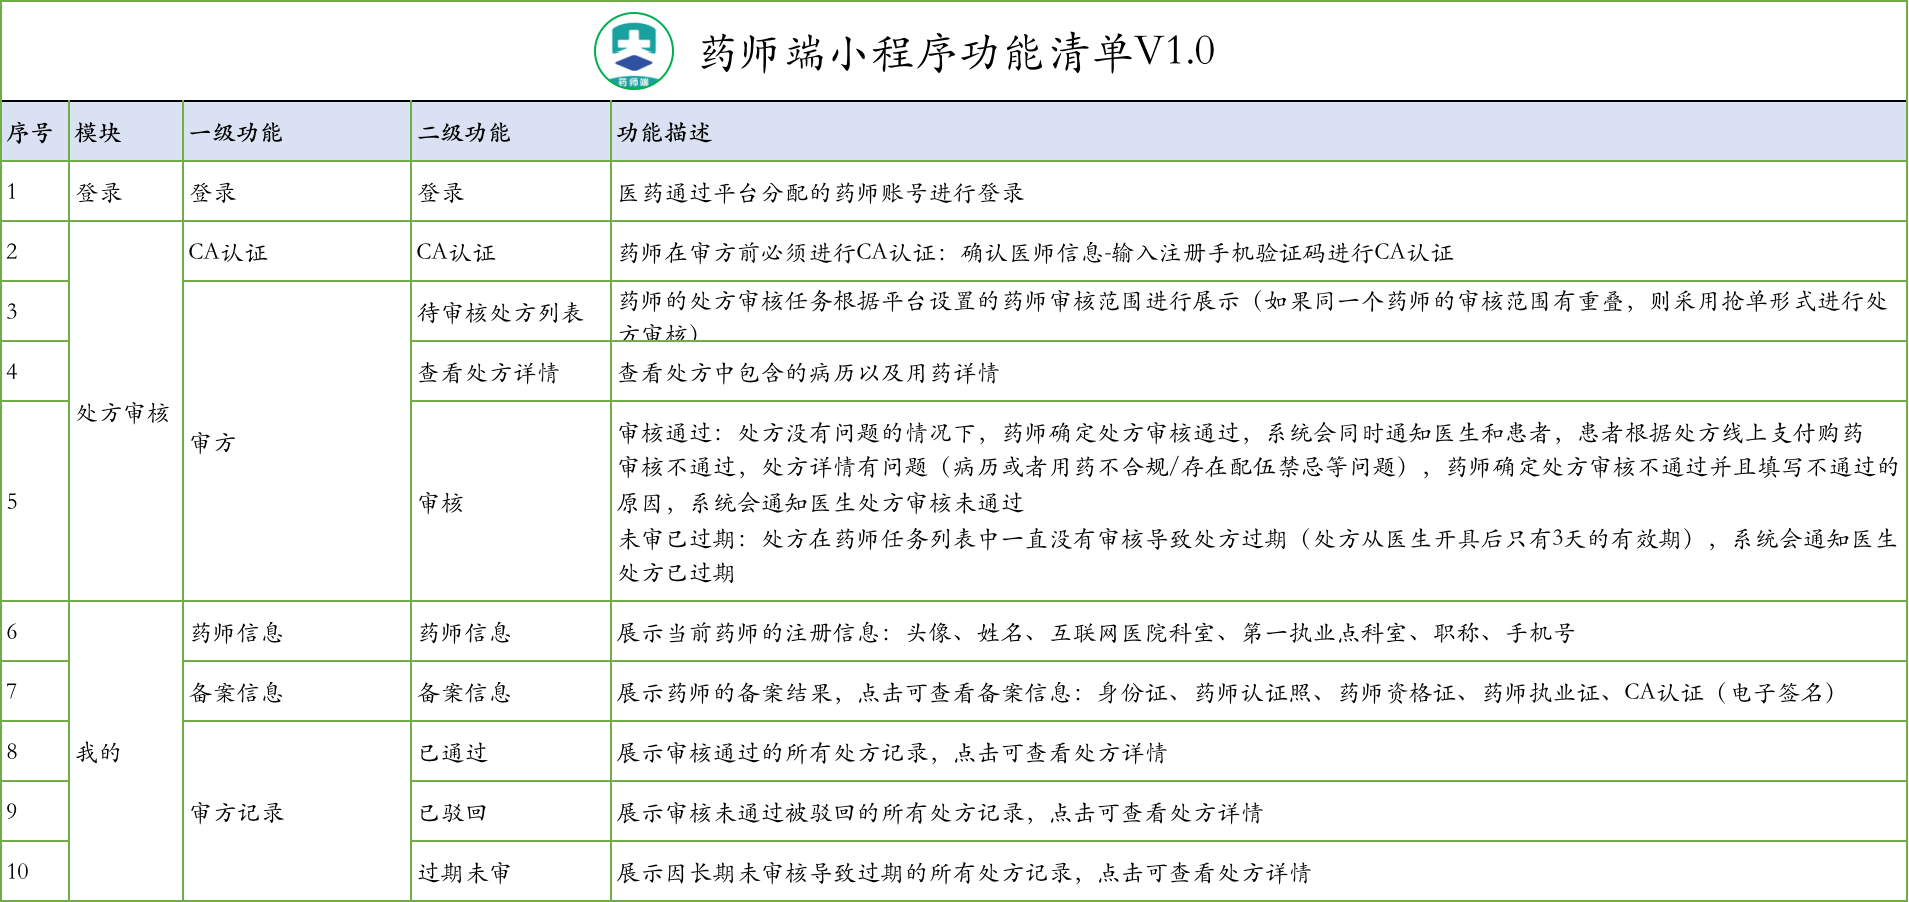 药师端
药师端小程序功能清单V1.0
序号 模块 一级功能 二级功能 功能描述
1 登录 登录 登录 医药通过平台分配的药师账号进行登录
2 CA认证 CA认证 药师在审方前必须进行CA认证：确认医师信息-输入注册手机验证码进行CA认证
3 待审核处方列表 药师的处方审核任务根据平台设置的药师审核范围进行展示（如果同一个药师的审核范围有重叠，则采用抢单形式进行处
方审核）
4 查看处方详情 查看处方中包含的病历以及用药详情
处方审核
审方
5 审核 审核通过：处方没有问题的情况下，药师确定处方审核通过，系统会同时通知医生和患者，患者根据处方线上支付购药
审核不通过，处方详情有问题（病历或者用药不合规/存在配伍禁忌等问题），药师确定处方审核不通过并且填写不通过的
原因，系统会通知医生处方审核未通过
未审已过期：处方在药师任务列表中一直没有审核导致处方过期（处方从医生开具后只有3天的有效期），系统会通知医生
处方已过期
6 药师信息 药师信息 展示当前药师的注册信息：头像、姓名、互联网医院科室、第一执业点科室、职称、手机号
7 备案信息 备案信息 展示药师的备案结果，点击可查看备案信息：身份证、药师认证照、药师资格证、药师执业证、CA认证（电子签名）
8 我的 已通过 展示审核通过的所有处方记录，点击可查看处方详情
9 审方记录 已驳回 展示审核未通过被驳回的所有处方记录，点击可查看处方详情
10 过期未审 展示因长期未审核导致过期的所有处方记录，点击可查看处方详情